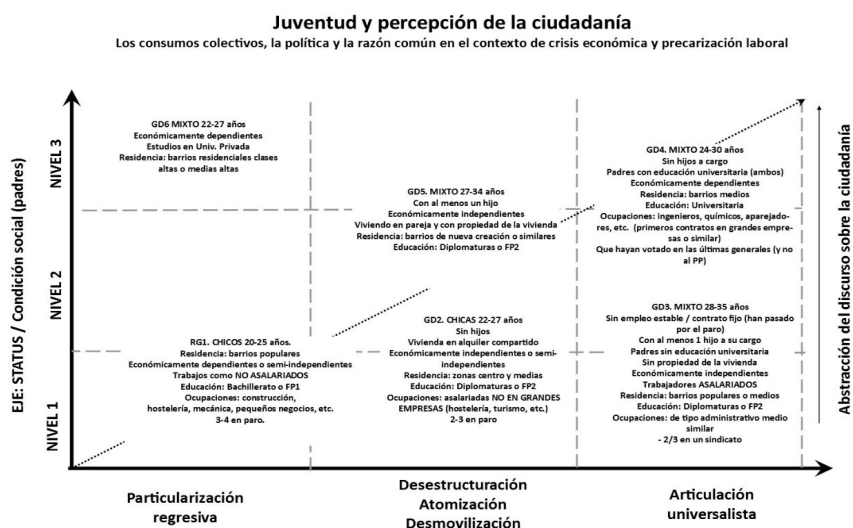 Juventud y percepción de la ciudadanía
Los consumos colectivos, la política y la razón común en el contexto de crisis económica y precarización laboral
EJE: STATUS / Condición social (padres)
NIVEL 3
NIVEL 2
NIVEL 1
GD6 MIXTO 22-27 años
Económicamente dependientes
Estudios en Univ. Privada
Residencia: barrios residenciales clases
altas o medias altas
GD5. MIXTO 27-34 años
Con al menos un hijo
Económicamente independientes
Viviendo en pareja y con propiedad de la vivienda
Residencia: barrios de nueva creación o similares
Educación: Diplomaturas o FP2
GD4. MIXTO 24-30 años
Sin hijos a cargo
Padres con educación universitaria (ambos)
Económicamente dependientes
Residencia: barrios medios
Educación: Universitaria
Ocupaciones: ingenieros, químicos, aparejado-
res, etc. (primeros contratos en grandes empre-
sas o similar)
Que hayan votado en las últimas generales (y no
al PP)
RG1. CHICOS 20-25 años.
Residencia: barrios populares
Económicamente dependientes o semi-independientes
Trabajos como NO ASALARIADOS
Educación: Bachillerato o FP1
Ocupaciones: construcción,
hostelería, mecánica, pequeños negocios, etc.
3-4 en paro.
GD2. CHICAS 22-27 años
Sin hijos
Vivienda en alquiler compartido
Económicamente independientes o semi-
independientes
Residencia: zonas centro y medias
Educación: Diplomaturas o FP2
Ocupaciones: asalariadas NO EN GRANDES
EMPRESAS (hostelería, turismo, etc.)
2-3 en paro
GD3. MIXTO 28-35 años
Sin empleo estable / contrato fijo (han pasado
por el paro)
Con al menos 1 hijo a su cargo
Padres sin educación universitaria
Sin propiedad de la vivienda
Económicamente independientes
Trabajadores ASALARIADOS
Residencia: barrios populares o medios
Educación: Diplomaturas o FP2
Ocupaciones: de tipo administrativo medio
similar
- 2/3 en un sindicato
Abstracción del discurso sobre la ciudadanía
Particularización
regresiva
Desestructuración
Atomización
Desmovilización
Articulación
universalista